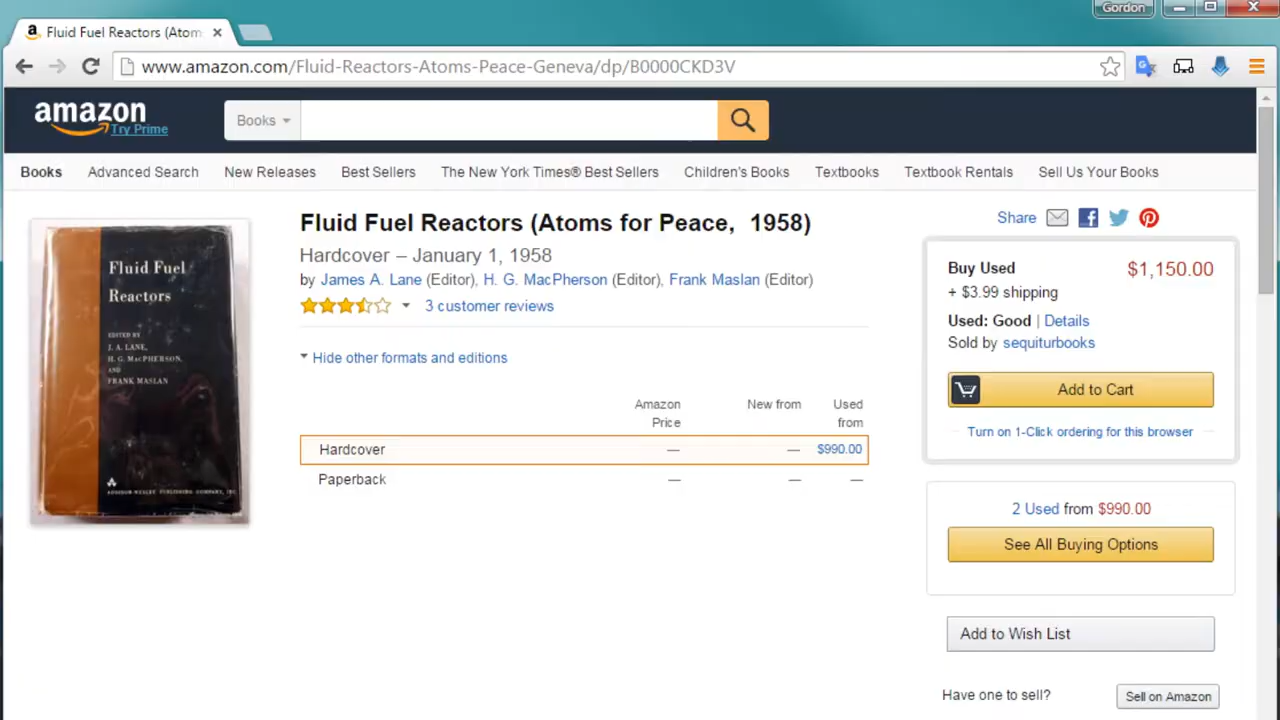 Gordon
Fluid Fuel Reactors (Atom
www.amazon.com/Fluid-Reactors-Atoms-Peace-Geneva/dp/B0000CKD3V
amazon
Try Prime
Books
Books Advanced Search New Releases Best Sellers The New York Times® Best Sellers Children's Books Textbooks Textbook Rentals Sell Us Your Books
Fluid Fuel Reactors (Atoms for Peace, 1958)
Hardcover – January 1, 1958
by James A. Lane (Editor), H. G. MacPherson (Editor), Frank Maslan (Editor)
3 customer reviews
Hide other formats and editions
Amazon Price New from Used from
Hardcover — — $990.00
Paperback — — —
Fluid Fuel
Reactors
EDITED BY
J. A. LANE,
H. G. MacPHERSON,
AND
FRANK MASLAN
ADDISON-WESLEY PUBLISHING COMPANY, INC.
Share
Buy Used $1,150.00
+ $3.99 shipping
Used: Good | Details
Sold by sequiturbooks
Add to Cart
Turn on 1-Click ordering for this browser
2 Used from $990.00
See All Buying Options
Add to Wish List
Have one to sell? Sell on Amazon